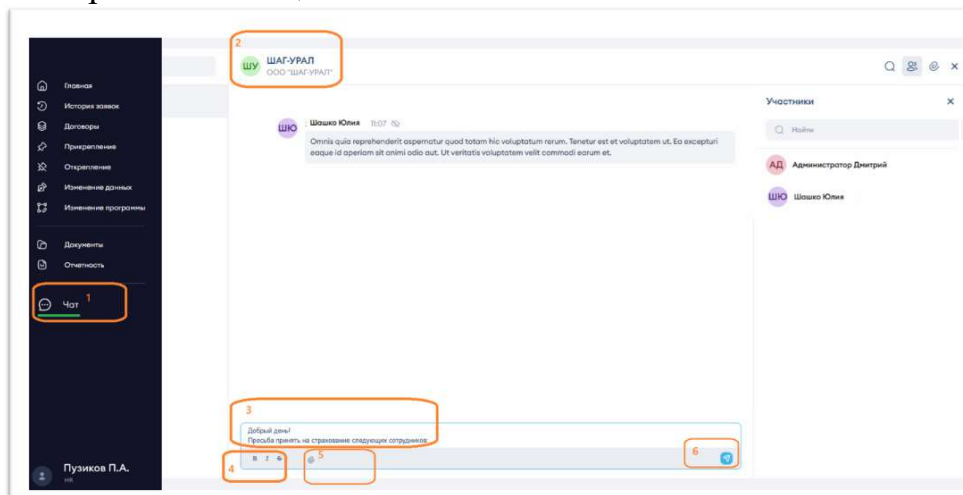 2
ШУ ШАГ-УРАЛ
ООО "ШАГ-УРАЛ"
Главная
История заявок
Договоры
Прикрепление
Открепление
Изменение данных
Изменение программы
Документы
Отчетность
Чат 1
Пузиков П.А.
HR
ШЮ Шашко Юлия 11:07
Omnis quia reprehenderit aspernatur quod totam hic voluptatum rerum. Tenetur est et voluptatem ut. Ea excepturi
eaque id aperiam sit animi odio aut. Ut veritatis voluptatem velit commodi earum et.
3
Добрый день!
Просьба принять на страхование следующих сотрудников:
4 B I S 5 6
Участники
Найти
АД Администратор Дмитрий
ШЮ Шашко Юлия